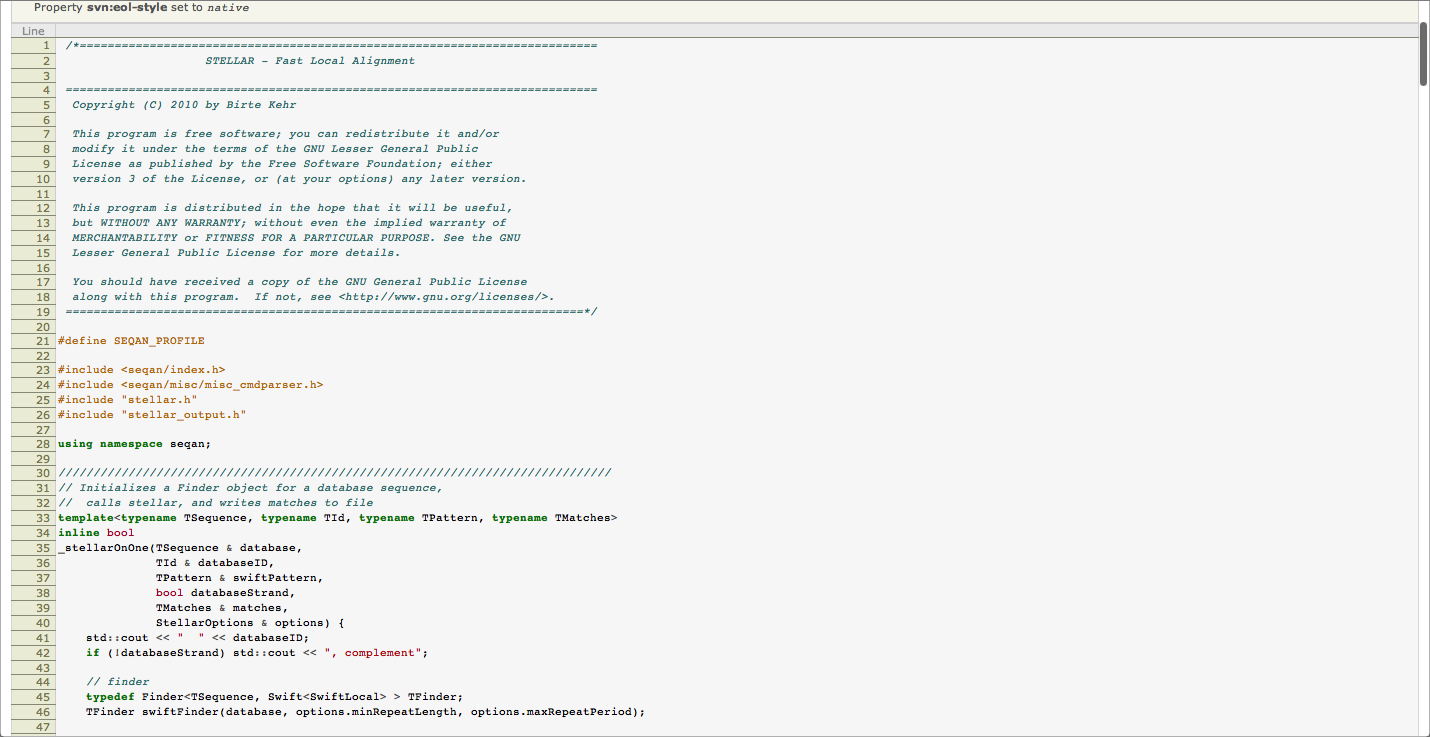 Property svn:eol-style set to native
Line
1 /*==========================================================================
2 STELLAR - Fast Local Alignment
3
4 ============================================================================
5 Copyright (C) 2010 by Birte Kehr
6
7 This program is free software; you can redistribute it and/or
8 modify it under the terms of the GNU Lesser General Public
9 License as published by the Free Software Foundation; either
10 version 3 of the License, or (at your options) any later version.
11
12 This program is distributed in the hope that it will be useful,
13 but WITHOUT ANY WARRANTY; without even the implied warranty of
14 MERCHANTABILITY or FITNESS FOR A PARTICULAR PURPOSE. See the GNU
15 Lesser General Public License for more details.
16
17 You should have received a copy of the GNU General Public License
18 along with this program.  If not, see <http://www.gnu.org/licenses/>.
19 ==========================================================================*/
20
21 #define SEQAN_PROFILE
22
23 #include <seqan/index.h>
24 #include <seqan/misc/misc_cmdparser.h>
25 #include "stellar.h"
26 #include "stellar_output.h"
27
28 using namespace seqan;
29
30 ///////////////////////////////////////////////////////////////////////////////
31 // Initializes a Finder object for a database sequence,
32 //  calls stellar, and writes matches to file
33 template<typename TSequence, typename TId, typename TPattern, typename TMatches>
34 inline bool
35 _stellarOnOne(TSequence & database,
36               TId & databaseID,
37               TPattern & swiftPattern,
38               bool databaseStrand,
39               TMatches & matches,
40               StellarOptions & options) {
41     std::cout << "  " << databaseID;
42     if (!databaseStrand) std::cout << ", complement";
43
44     // finder
45     typedef Finder<TSequence, Swift<SwiftLocal> > TFinder;
46     TFinder swiftFinder(database, options.minRepeatLength, options.maxRepeatPeriod);
47